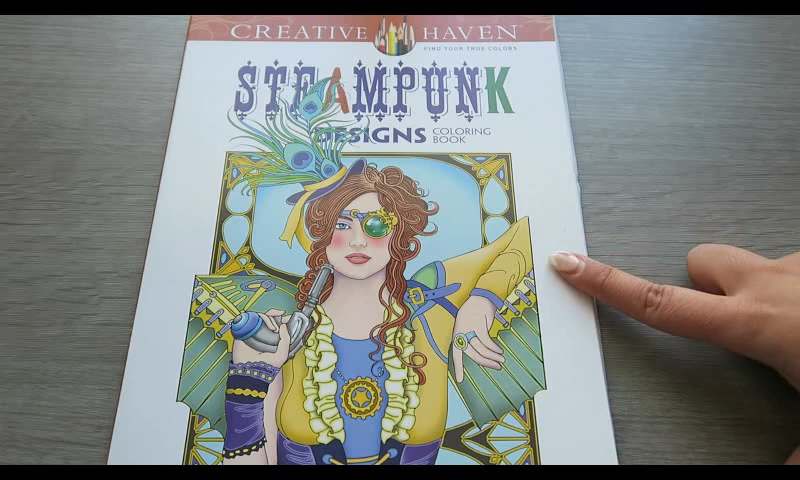 CREATIVE HAVEN
FIND YOUR TRUE COLORS
STEAMPUNK
DESIGNS COLORING
BOOK